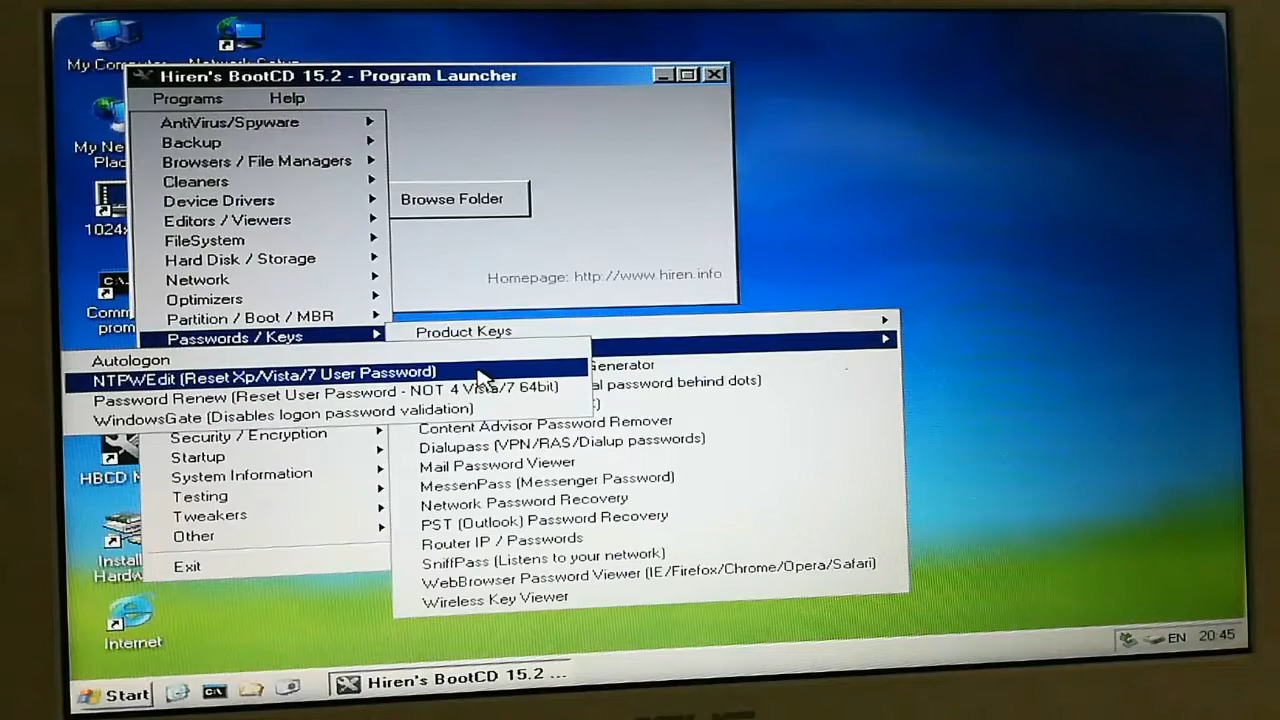 My Com
Hiren's BootCD 15.2 - Program Launcher
Programs
Help
AntiVirus/Spyware
Backup
My Ne
Browsers / File Managers
Plac
Cleaners
Device Drivers
Browse Folder
Editors / Viewers
1024x
FileSystem
Hard Disk / Storage
Network
Homepage: http://www.hiren.info
Optimizers
Comm
Partition / Boot / MBR
prom
Passwords / Keys
Product Keys
Autologon
NTPWEdit (Reset Xp/Vista/7 User Password)
Generator
Password Renew (Reset User Password - NOT 4 Vista/7 64bit)
al password behind dots)
WindowsGate (Disables logon password validation)
Content Advisor Password Remover
Security / Encryption
Dialupass (VPN/RAS/Dialup passwords)
Startup
Mail Password Viewer
HBCD M
System Information
MessenPass (Messenger Password)
Testing
Network Password Recovery
Tweakers
PST (Outlook) Password Recovery
Other
Router IP / Passwords
Install
Hardw
Exit
SniffPass (Listens to your network)
WebBrowser Password Viewer (IE/Firefox/Chrome/Opera/Safari)
Wireless Key Viewer
Internet
Start
C:\
Hiren's BootCD 15.2 ...
EN
20:45